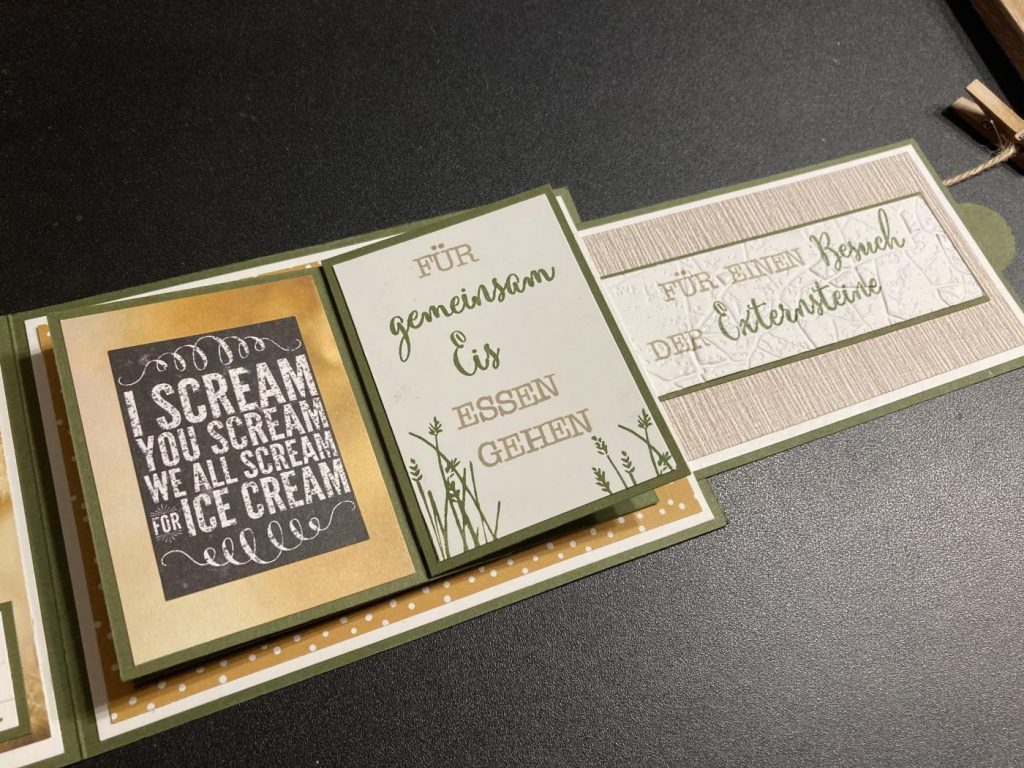 I SCREAM
YOU SCREAM
WE ALL SCREAM
FOR ICE CREAM
FÜR
gemeinsam
Eis
ESSEN
GEHEN
FÜR EINEN Besuch
DER Externsteine